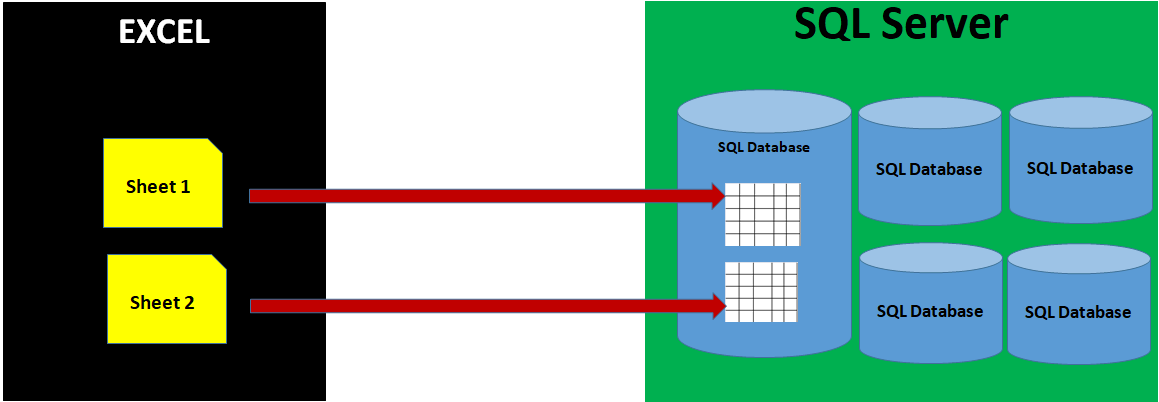 EXCEL
Sheet 1
Sheet 2
SQL Server
SQL Database
SQL Database
SQL Database
SQL Database
SQL Database